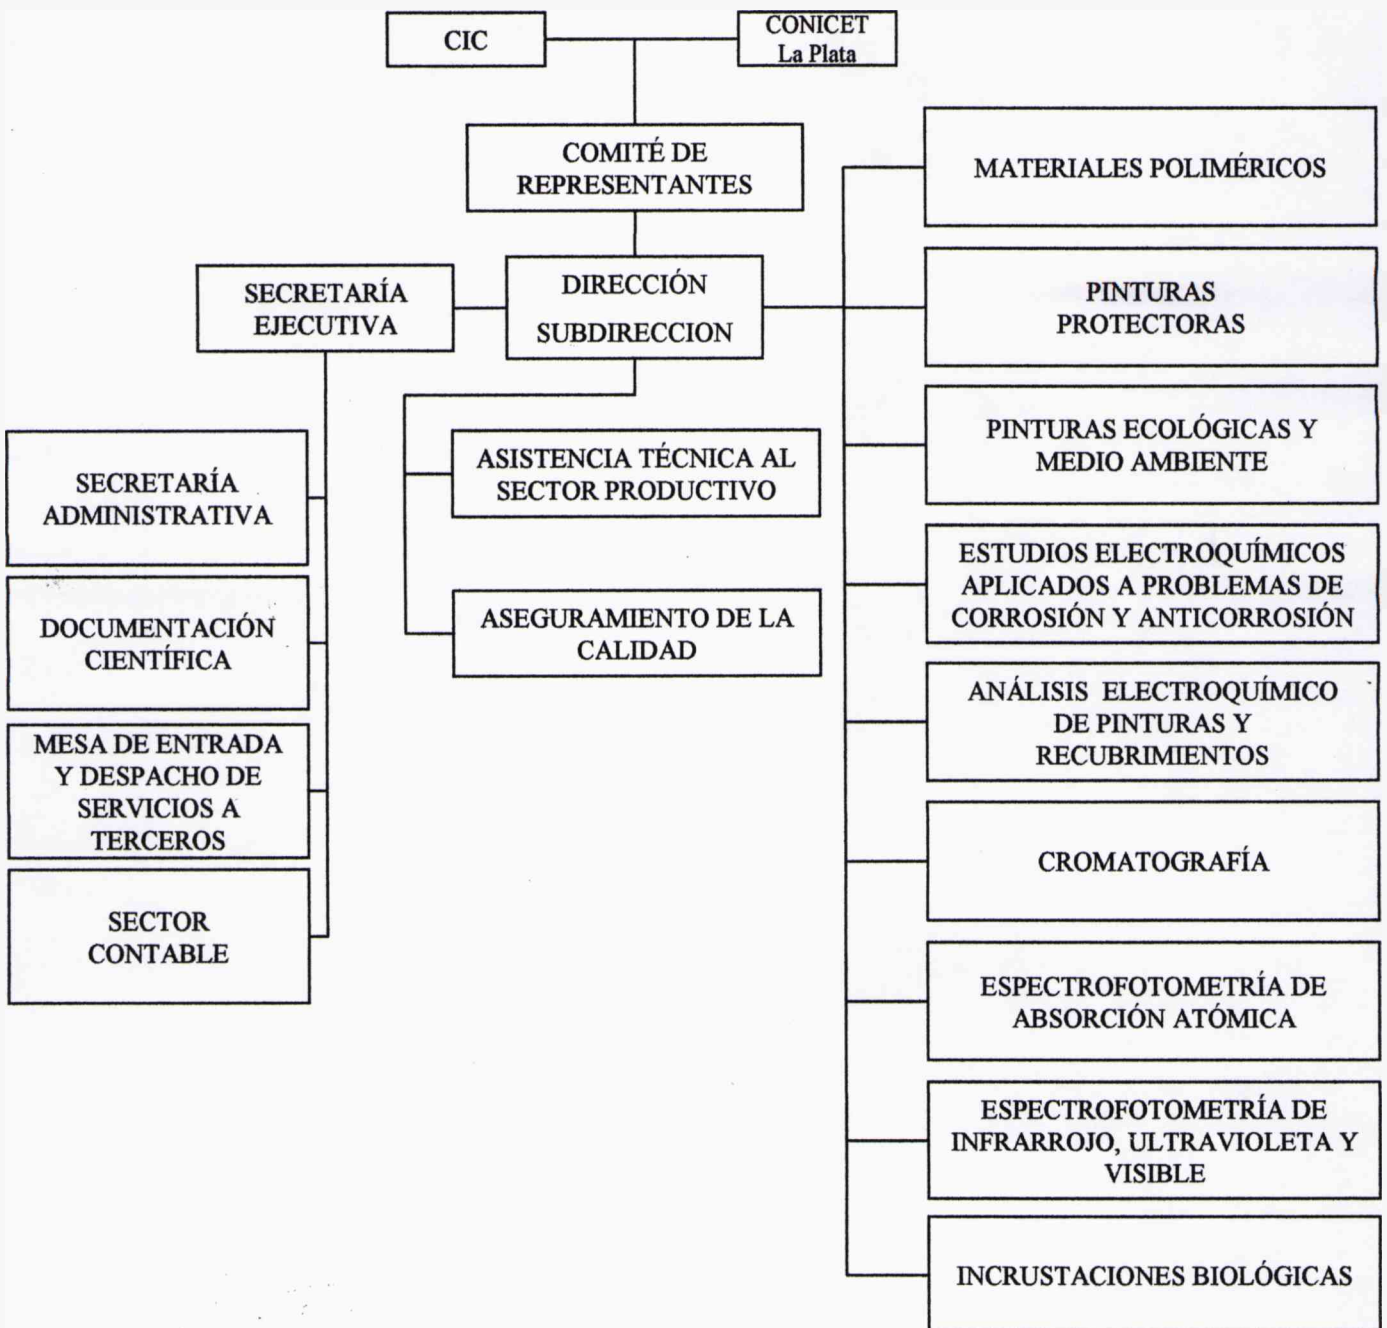 CIC
CONICET
La Plata
COMITÉ DE
REPRESENTANTES
SECRETARÍA
EJECUTIVA
DIRECCIÓN
SUBDIRECCION
SECRETARÍA
ADMINISTRATIVA
DOCUMENTACIÓN
CIENTÍFICA
MESA DE ENTRADA
Y DESPACHO DE
SERVICIOS A
TERCEROS
SECTOR
CONTABLE
ASISTENCIA TÉCNICA AL
SECTOR PRODUCTIVO
ASEGURAMIENTO DE LA
CALIDAD
MATERIALES POLIMÉRICOS
PINTURAS
PROTECTORAS
PINTURAS ECOLÓGICAS Y
MEDIO AMBIENTE
ESTUDIOS ELECTROQUÍMICOS
APLICADOS A PROBLEMAS DE
CORROSIÓN Y ANTICORROSIÓN
ANÁLISIS ELECTROQUÍMICO
DE PINTURAS Y
RECUBRIMIENTOS
CROMATOGRAFÍA
ESPECTROFOTOMETRÍA DE
ABSORCIÓN ATÓMICA
ESPECTROFOTOMETRÍA DE
INFRARROJO, ULTRAVIOLETA Y
VISIBLE
INCRUSTACIONES BIOLÓGICAS